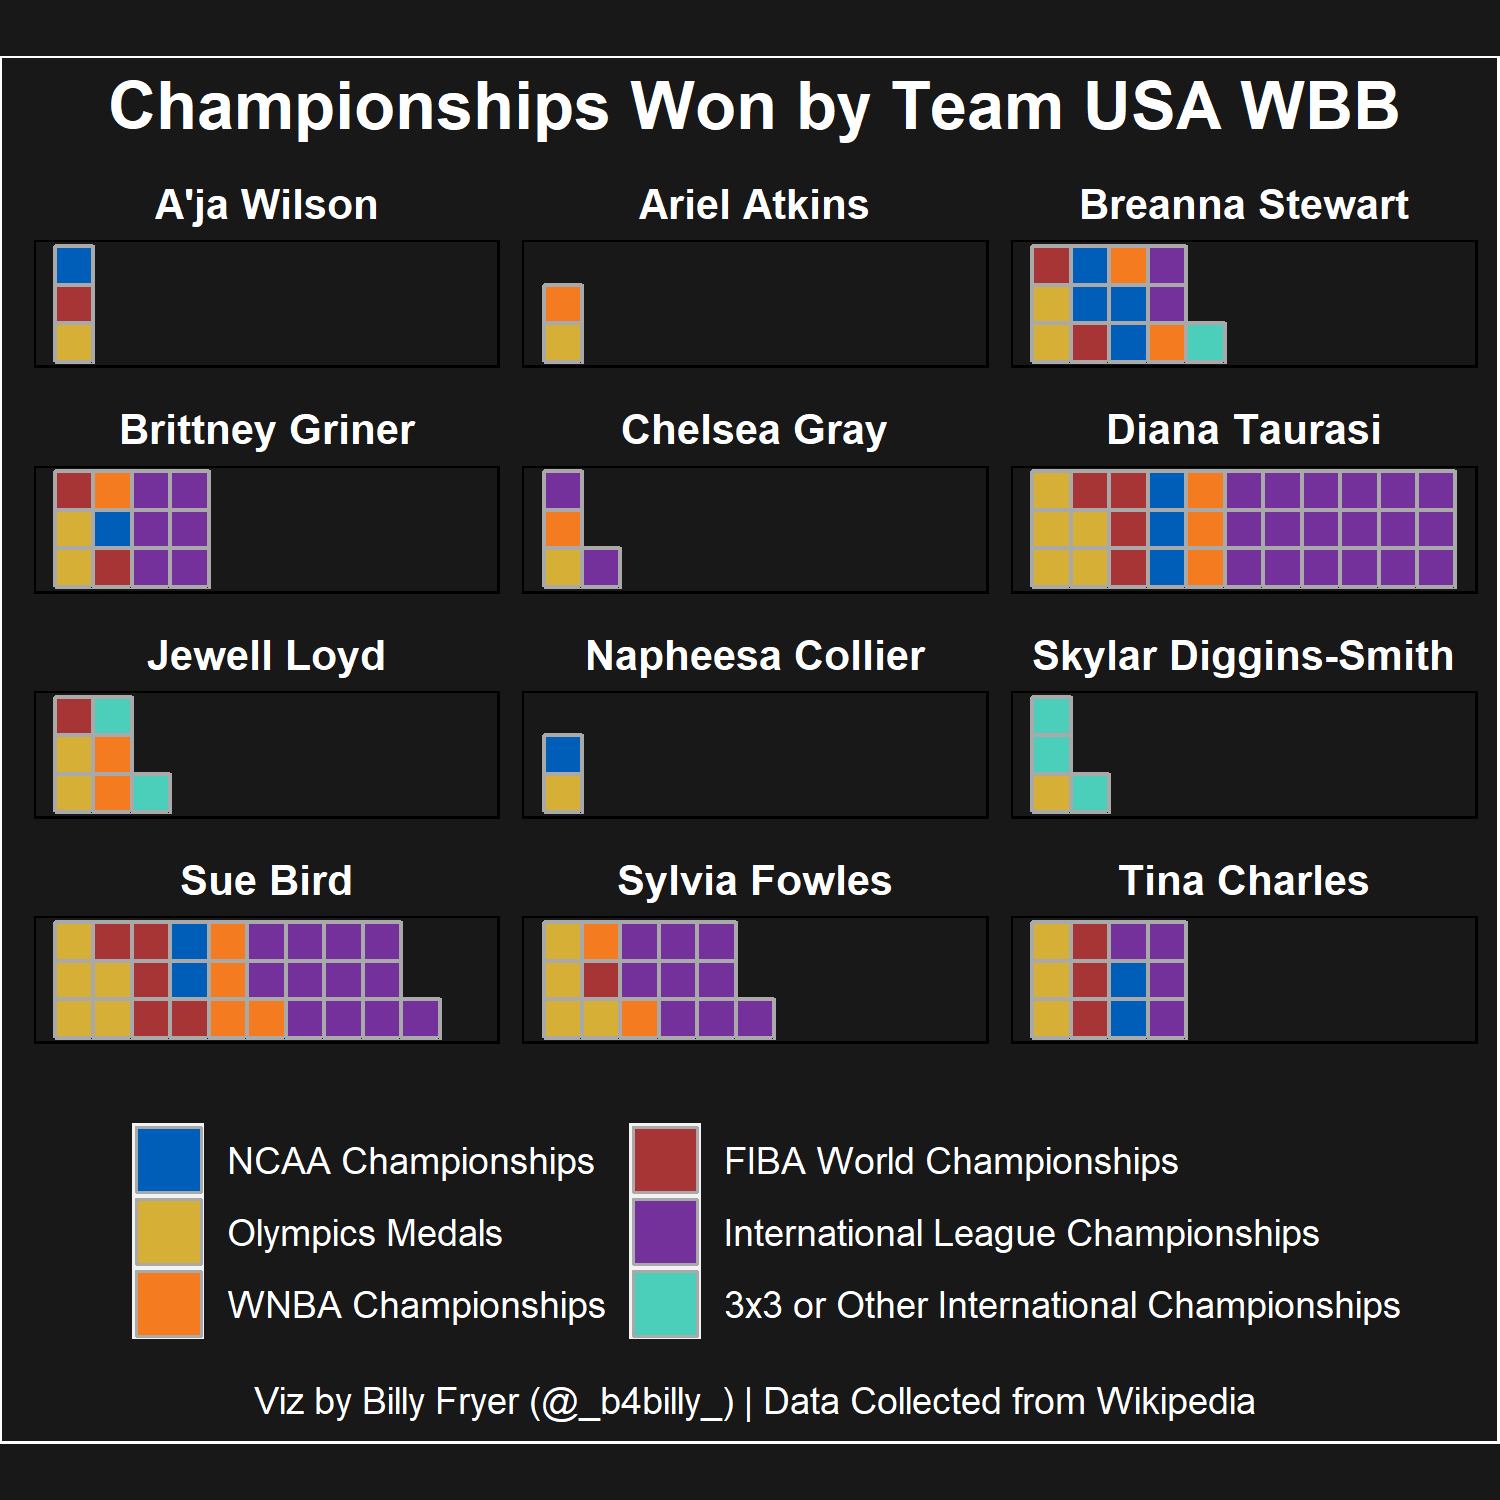 Championships Won by Team USA WBB
A'ja Wilson
Ariel Atkins
Breanna Stewart
Brittney Griner
Chelsea Gray
Diana Taurasi
Jewell Loyd
Napheesa Collier
Skylar Diggins-Smith
Sue Bird
Sylvia Fowles
Tina Charles
NCAA Championships
FIBA World Championships
Olympics Medals
International League Championships
WNBA Championships
3x3 or Other International Championships
Viz by Billy Fryer (@_b4billy_) | Data Collected from Wikipedia